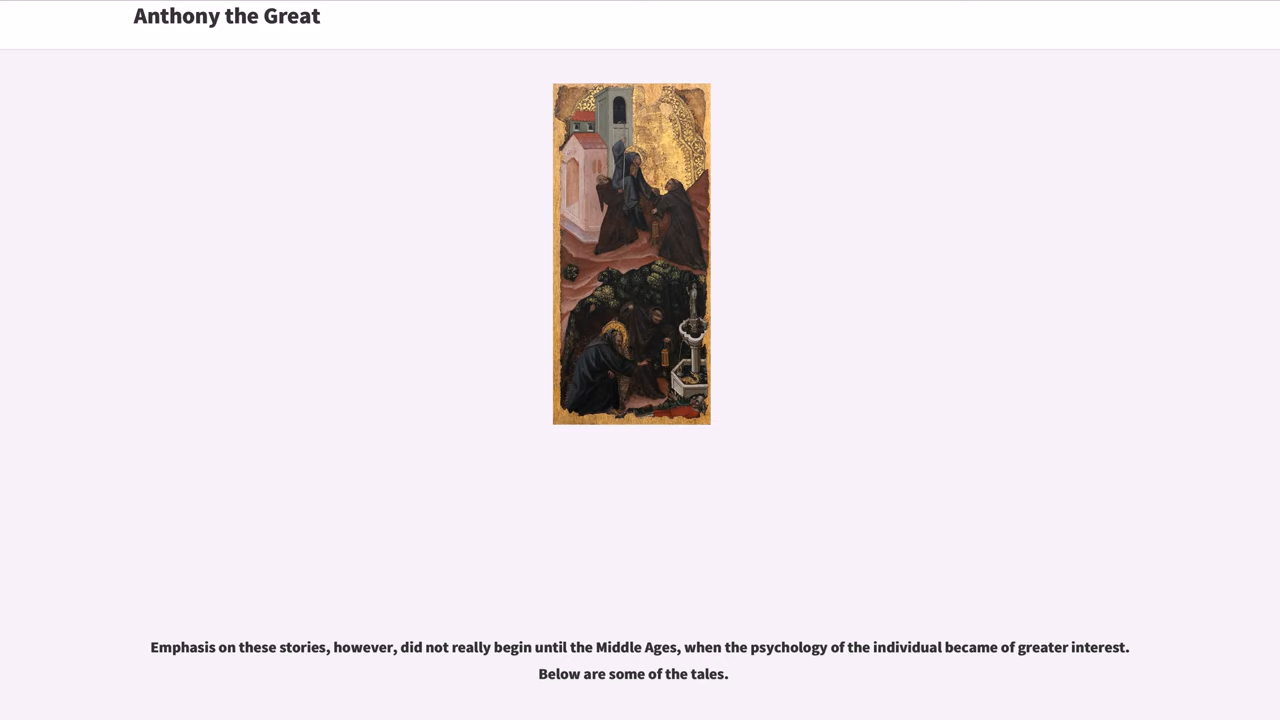 Anthony the Great
Emphasis on these stories, however, did not really begin until the Middle Ages, when the psychology of the individual became of greater interest.
Below are some of the tales.